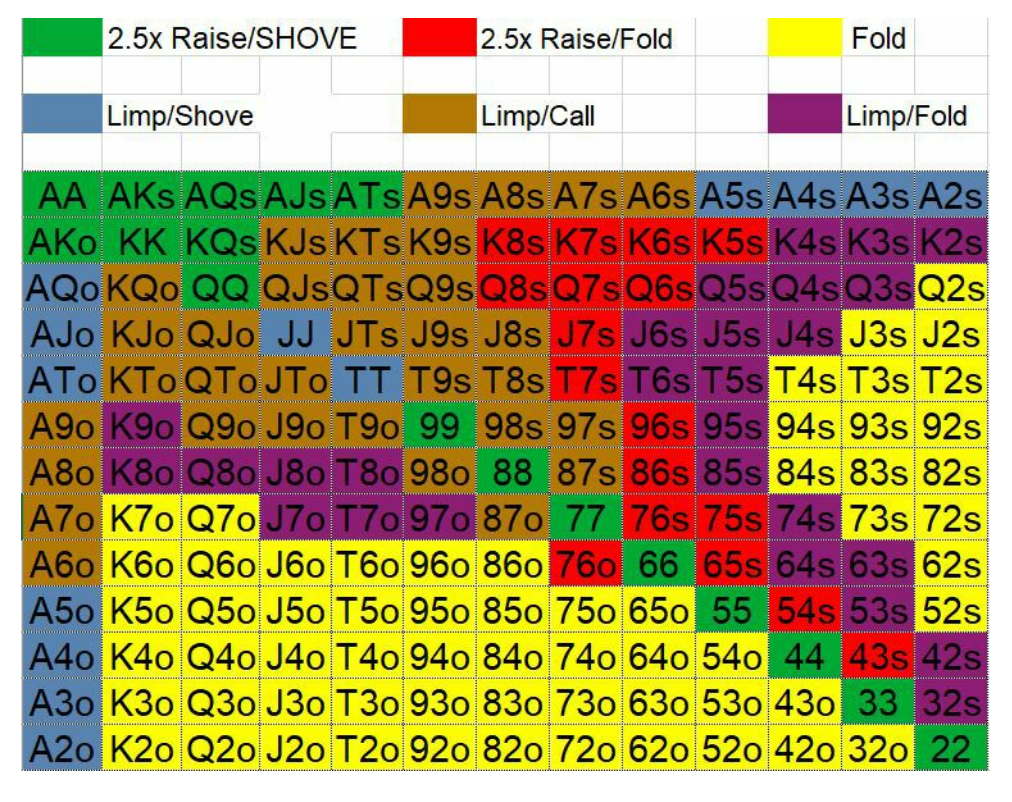 2.5x Raise/SHOVE 2.5x Raise/Fold Fold
Limp/Shove Limp/Call Limp/Fold
AA AKs AQs AJs ATs A9s A8s A7s A6s A5s A4s A3s A2s
AKo KK KQs KJs KTs K9s K8s K7s K6s K5s K4s K3s K2s
AQo KQo QQ QJs QTs Q9s Q8s Q7s Q6s Q5s Q4s Q3s Q2s
AJo KJo QJo JJ JTs J9s J8s J7s J6s J5s J4s J3s J2s
ATo KTo QTo JTo TT T9s T8s T7s T6s T5s T4s T3s T2s
A9o K9o Q9o J9o T9o 99 98s 97s 96s 95s 94s 93s 92s
A8o K8o Q8o J8o T8o 98o 88 87s 86s 85s 84s 83s 82s
A7o K7o Q7o J7o T7o 97o 87o 77 76s 75s 74s 73s 72s
A6o K6o Q6o J6o T6o 96o 86o 76o 66 65s 64s 63s 62s
A5o K5o Q5o J5o T5o 95o 85o 75o 65o 55 54s 53s 52s
A4o K4o Q4o J4o T4o 94o 84o 74o 64o 54o 44 43s 42s
A3o K3o Q3o J3o T3o 93o 83o 73o 63o 53o 43o 33 32s
A2o K2o Q2o J2o T2o 92o 82o 72o 62o 52o 42o 32o 22